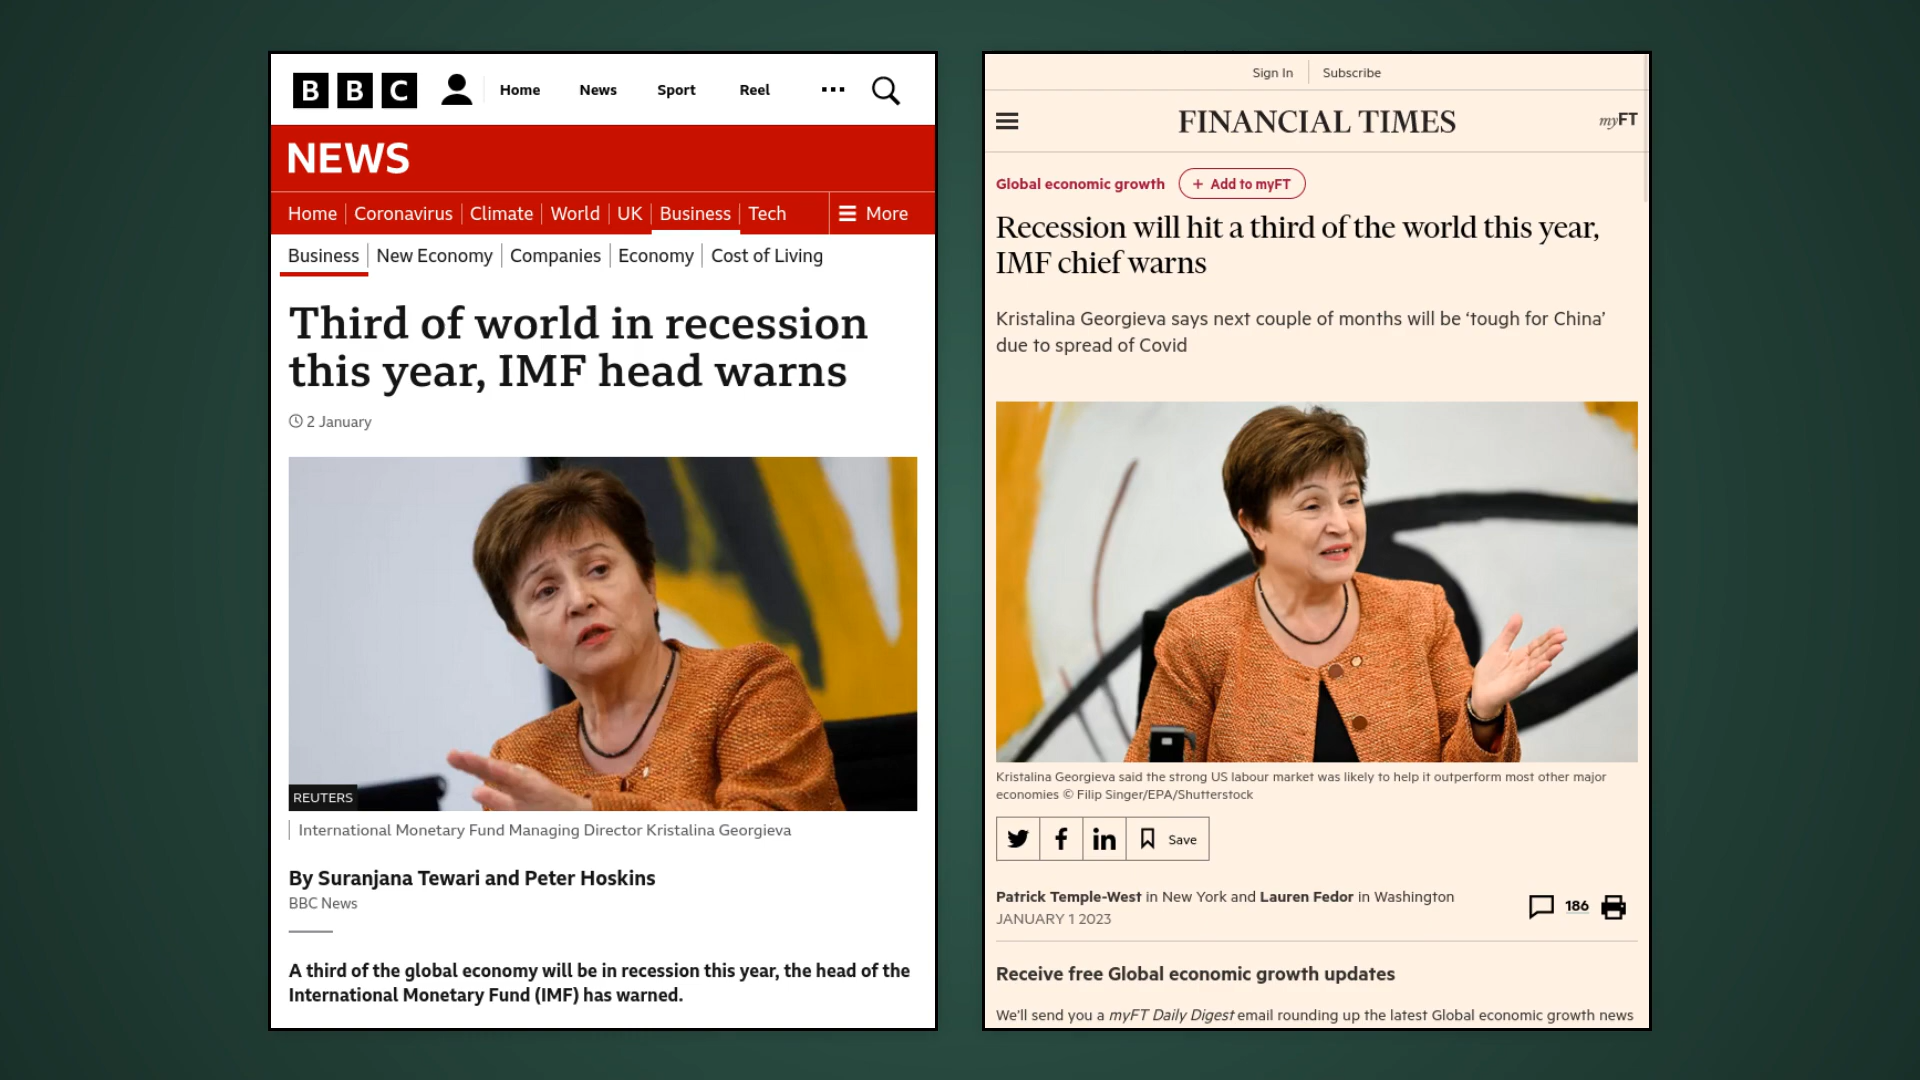 BBC
Home News Sport Reel
NEWS
Home Coronavirus Climate World UK Business Tech More
Business New Economy Companies Economy Cost of Living
Third of world in recession
this year, IMF head warns
2 January
REUTERS
International Monetary Fund Managing Director Kristalina Georgieva
By Suranjana Tewari and Peter Hoskins
BBC News
A third of the global economy will be in recession this year, the head of the
International Monetary Fund (IMF) has warned.
Sign In Subscribe
FINANCIAL TIMES
myFT
Global economic growth + Add to myFT
Recession will hit a third of the world this year,
IMF chief warns
Kristalina Georgieva says next couple of months will be ‘tough for China’
due to spread of Covid
Kristalina Georgieva said the strong US labour market was likely to help it outperform most other major
economies © Filip Singer/EPA/Shutterstock
Save
Patrick Temple-West in New York and Lauren Fedor in Washington
JANUARY 1 2023
186
Receive free Global economic growth updates
We'll send you a myFT Daily Digest email rounding up the latest Global economic growth news